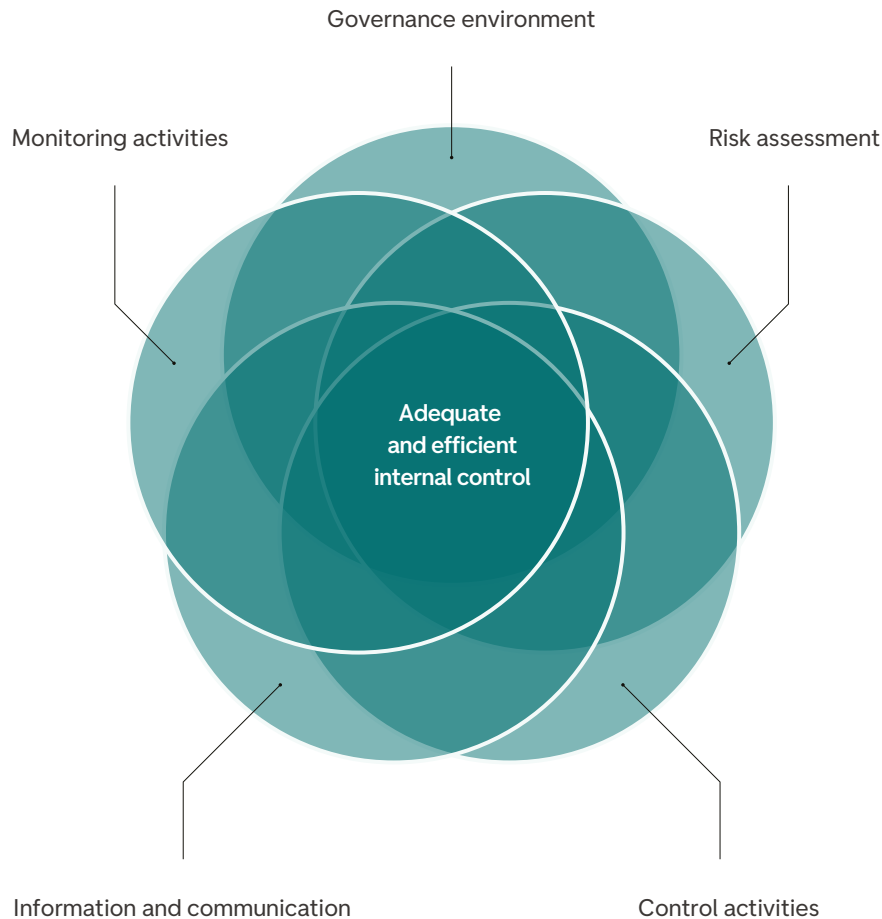 Governance environment
Monitoring activities
Risk assessment
Adequate
and efficient
internal control
Information and communication
Control activities